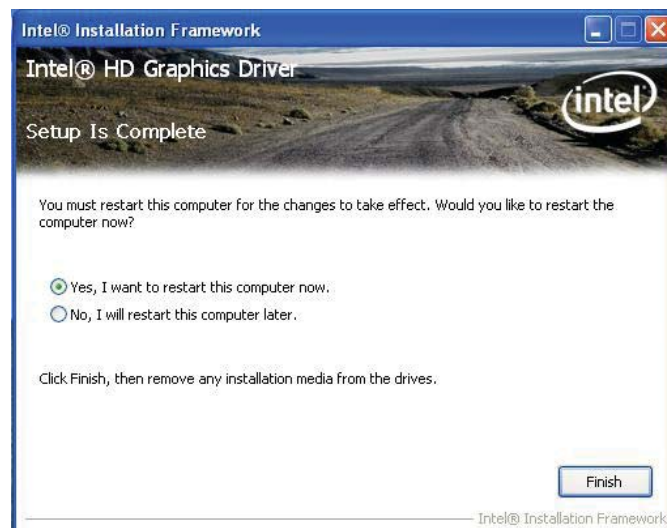 Intel® Installation Framework
Intel® HD Graphics Driver
intel
Setup Is Complete
You must restart this computer for the changes to take effect. Would you like to restart the
computer now?
Yes, I want to restart this computer now.
No, I will restart this computer later.
Click Finish, then remove any installation media from the drives.
Finish
Intel® Installation Framework